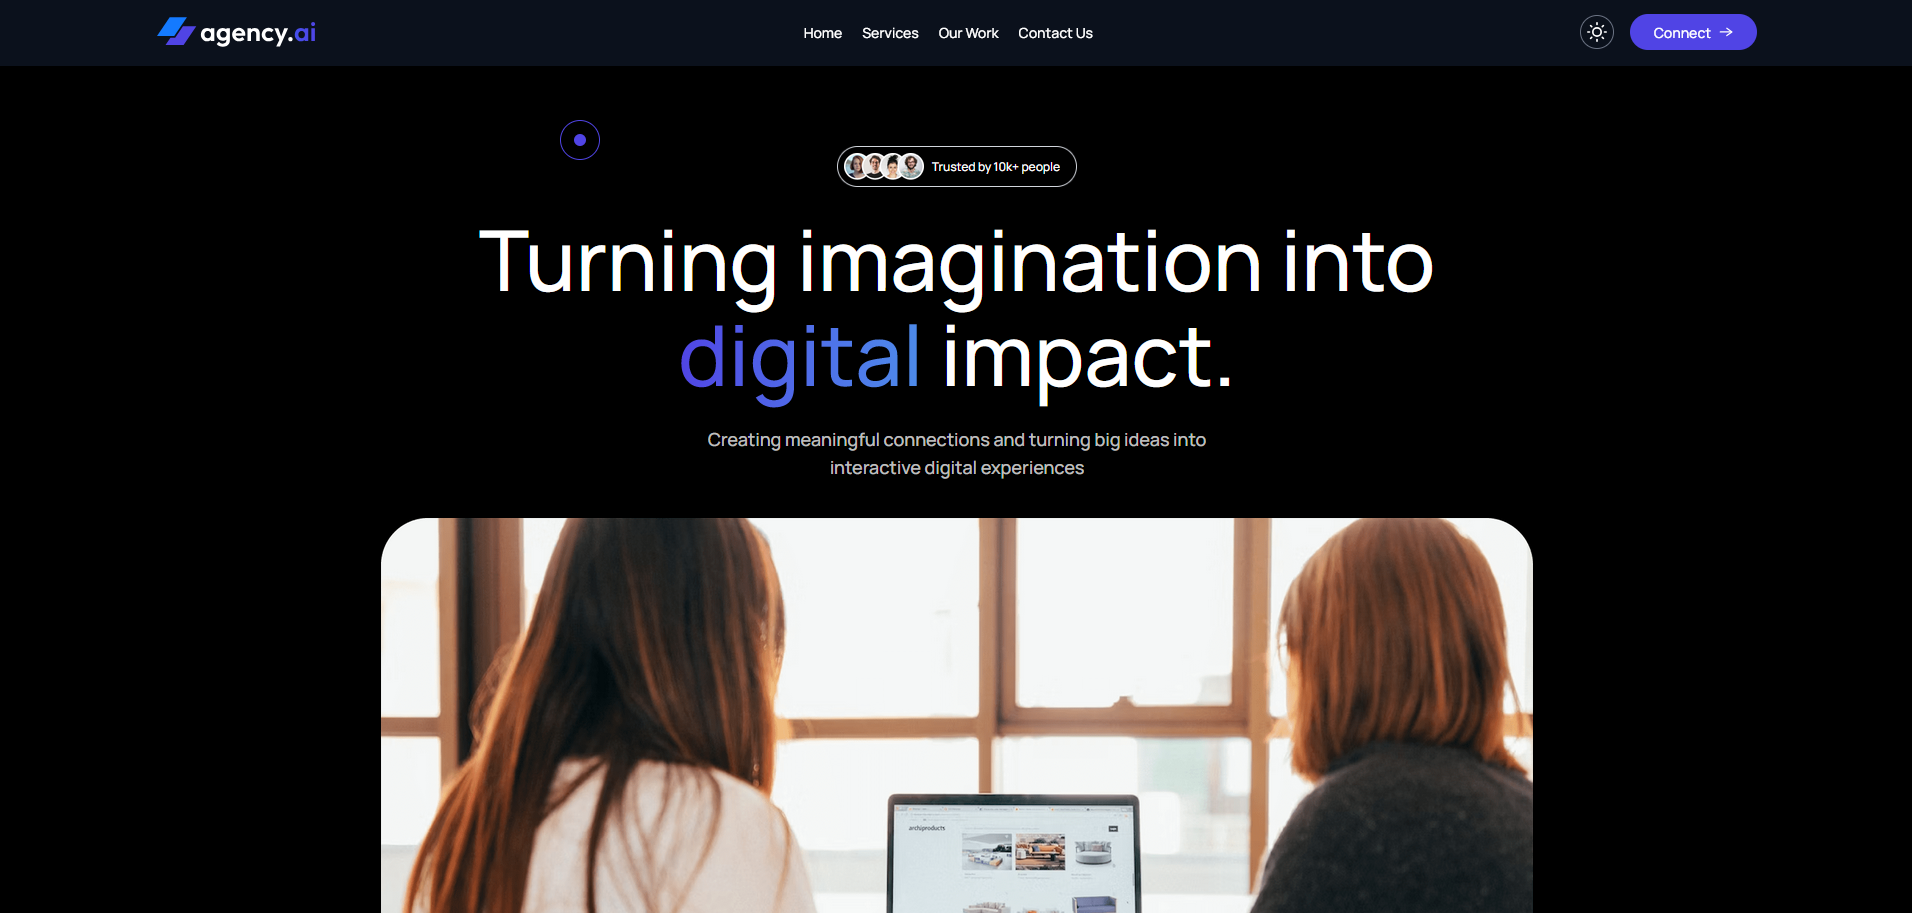 agency.ai
Home
Services
Our Work
Contact Us
Connect
Trusted by 10k+ people
Turning imagination into
digital impact.
Creating meaningful connections and turning big ideas into
interactive digital experiences
archiproducts